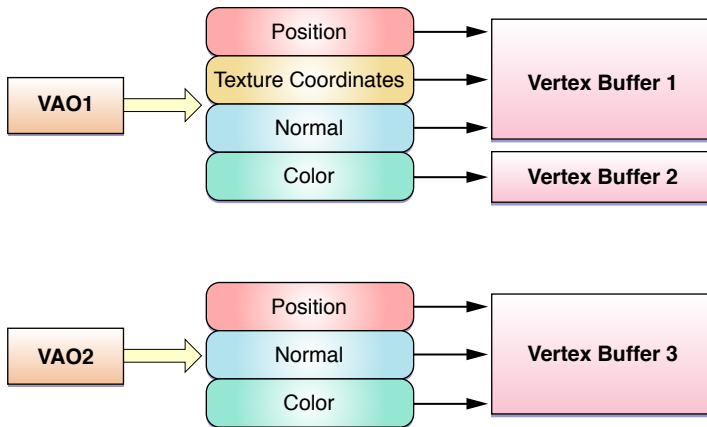 Position
Texture Coordinates
Normal
Color
VAO1
Vertex Buffer 1
Vertex Buffer 2
Position
Normal
Color
VAO2
Vertex Buffer 3